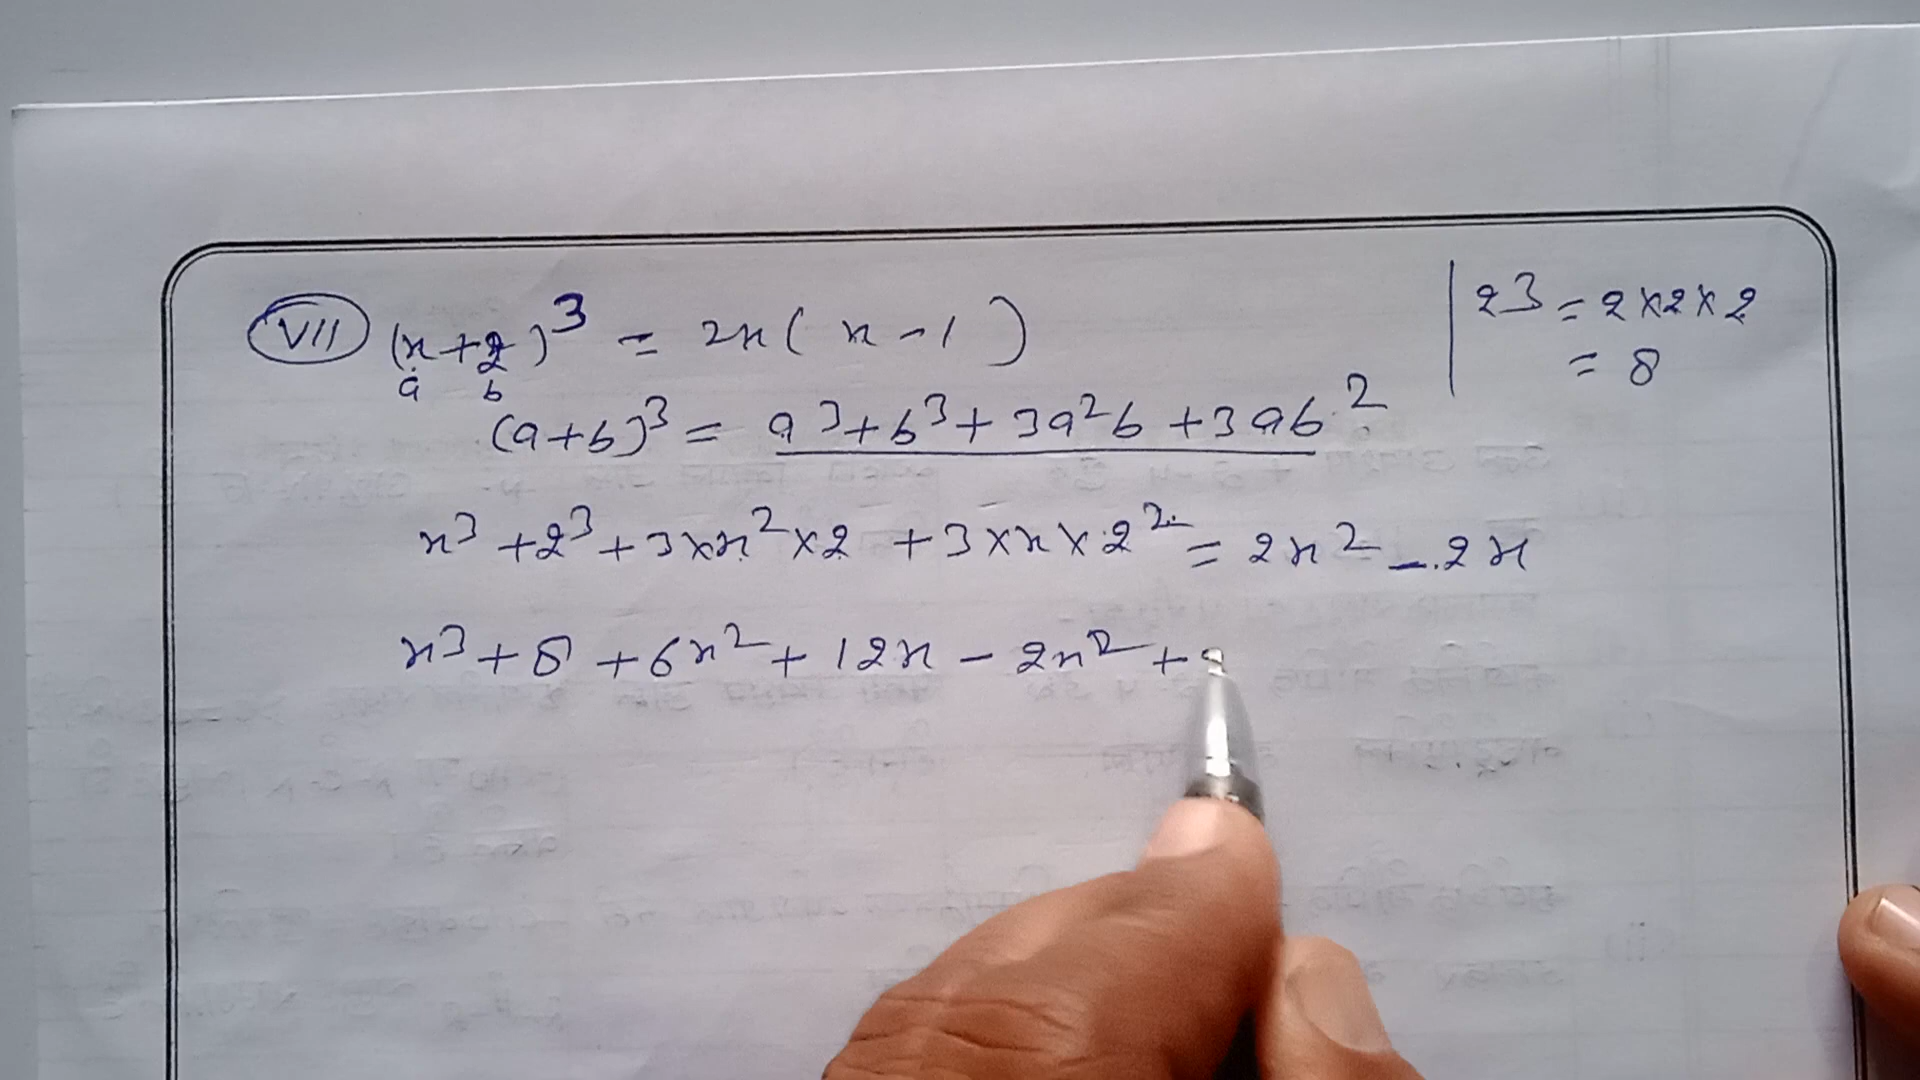 VII (x+2)³ = 2x(x-1)
a b
(a+b)³ = a³+b³+3a²b+3ab²
x³+2³+3×x²×2+3×x×2² = 2x²-2x
x³+8+6x²+12x-2x²+
2³ = 2×2×2
= 8